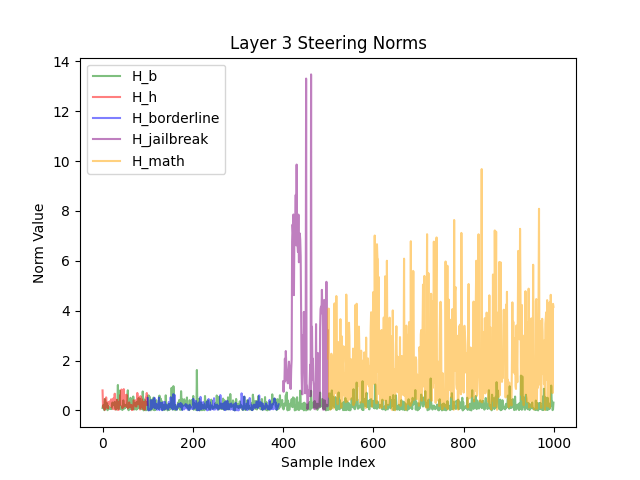 Layer 3 Steering Norms
14
12
10
8
6
4
2
0
Norm Value
H_b
H_h
H_borderline
H_jailbreak
H_math
0 200 400 600 800 1000
Sample Index